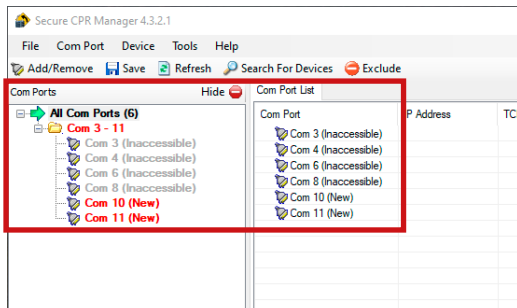 Secure CPR Manager 4.3.2.1
File Com Port Device Tools Help
Add/Remove Save Refresh Search For Devices Exclude
Com Ports Hide
All Com Ports (6)
Com 3 - 11
Com 3 (Inaccessible)
Com 4 (Inaccessible)
Com 6 (Inaccessible)
Com 8 (Inaccessible)
Com 10 (New)
Com 11 (New)
Com Port List
Com Port P Address TC
Com 3 (Inaccessible)
Com 4 (Inaccessible)
Com 6 (Inaccessible)
Com 8 (Inaccessible)
Com 10 (New)
Com 11 (New)